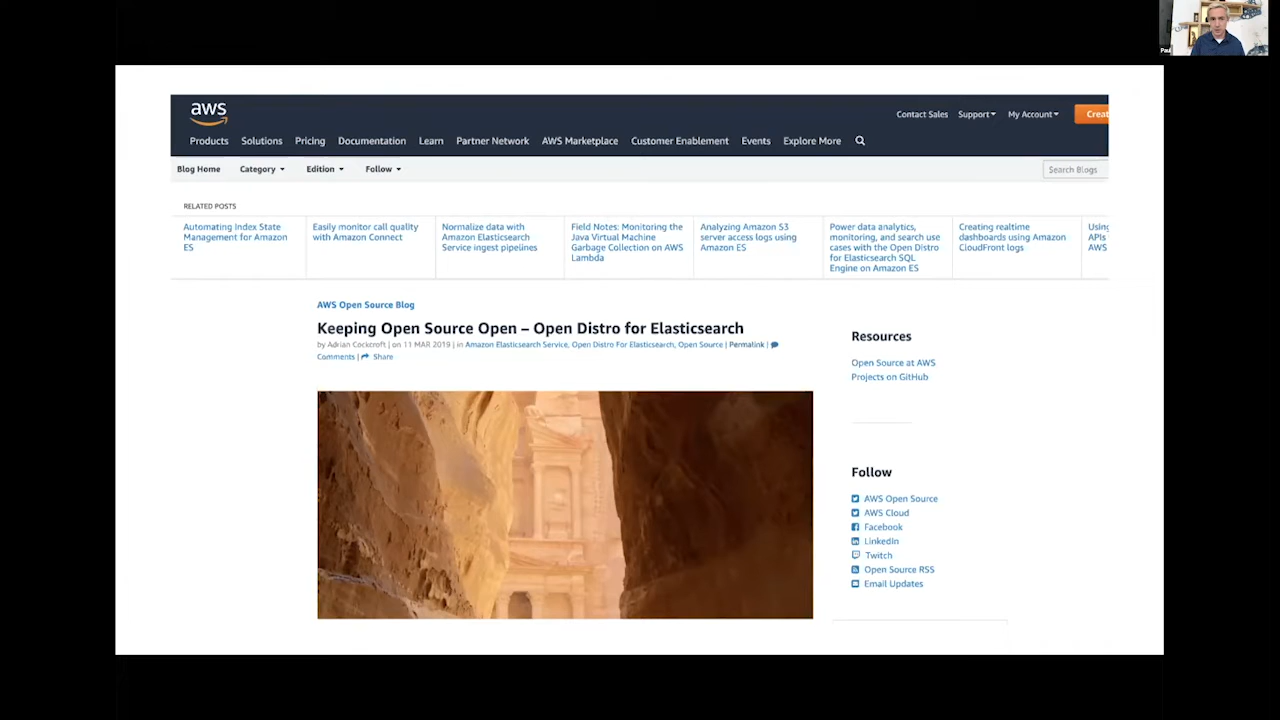 Paul
aws
Contact Sales Support My Account Creat
Products Solutions Pricing Documentation Learn Partner Network AWS Marketplace Customer Enablement Events Explore More
Blog Home Category Edition Follow Search Blogs
RELATED POSTS
Automating Index State
Management for Amazon
ES
Easily monitor call quality
with Amazon Connect
Normalize data with
Amazon Elasticsearch
Service ingest pipelines
Field Notes: Monitoring the
Java Virtual Machine
Garbage Collection on AWS
Lambda
Analyzing Amazon S3
server access logs using
Amazon ES
Power data analytics,
monitoring, and search use
cases with the Open Distro
for Elasticsearch SQL
Engine on Amazon ES
Creating realtime
dashboards using Amazon
CloudFront logs
Using
APIs
AWS
AWS Open Source Blog
Keeping Open Source Open – Open Distro for Elasticsearch
by Adrian Cockcroft | on 11 MAR 2019 | in Amazon Elasticsearch Service, Open Distro For Elasticsearch, Open Source | Permalink |
Comments | Share
Resources
Open Source at AWS
Projects on GitHub
Follow
AWS Open Source
AWS Cloud
Facebook
LinkedIn
Twitch
Open Source RSS
Email Updates